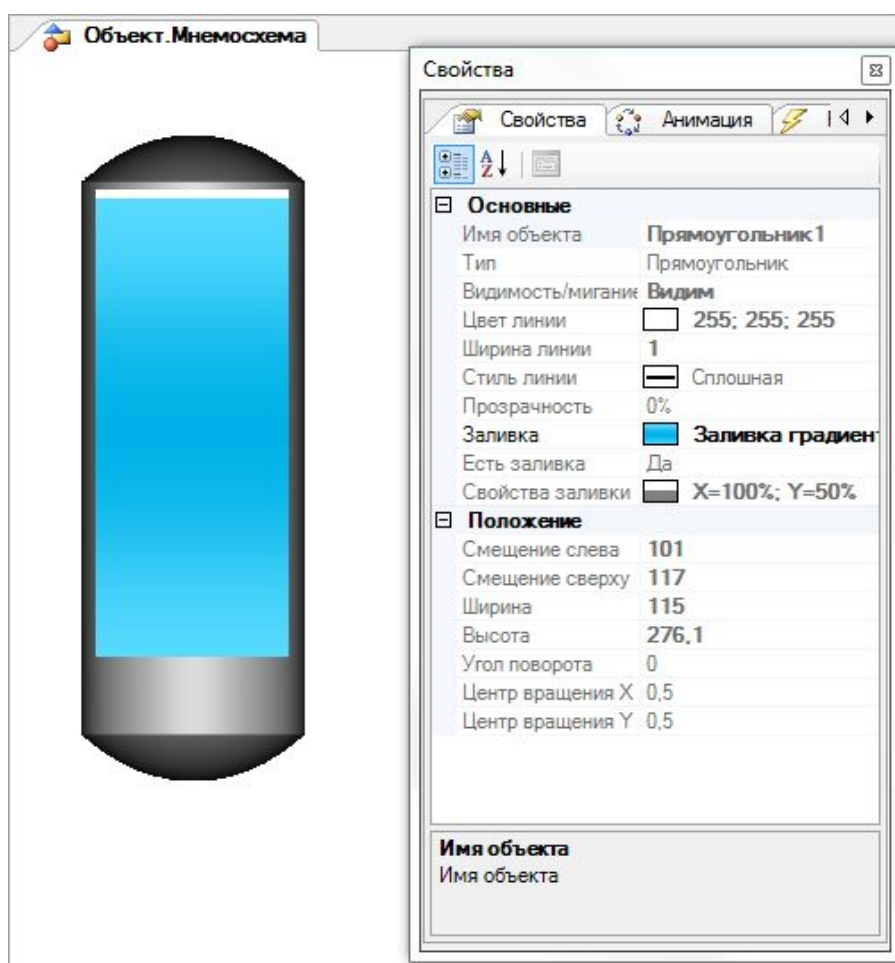 Объект.Мнемосхема
Свойства
Свойства Анимация
Основные
Имя объекта Прямоугольник1
Тип Прямоугольник
Видимость/мигание Видим
Цвет линии 255; 255; 255
Ширина линии 1
Стиль линии Сплошная
Прозрачность 0%
Заливка Заливка градиент
Есть заливка Да
Свойства заливки X=100%; Y=50%
Положение
Смещение слева 101
Смещение сверху 117
Ширина 115
Высота 276,1
Угол поворота 0
Центр вращения X 0,5
Центр вращения Y 0,5
Имя объекта
Имя объекта